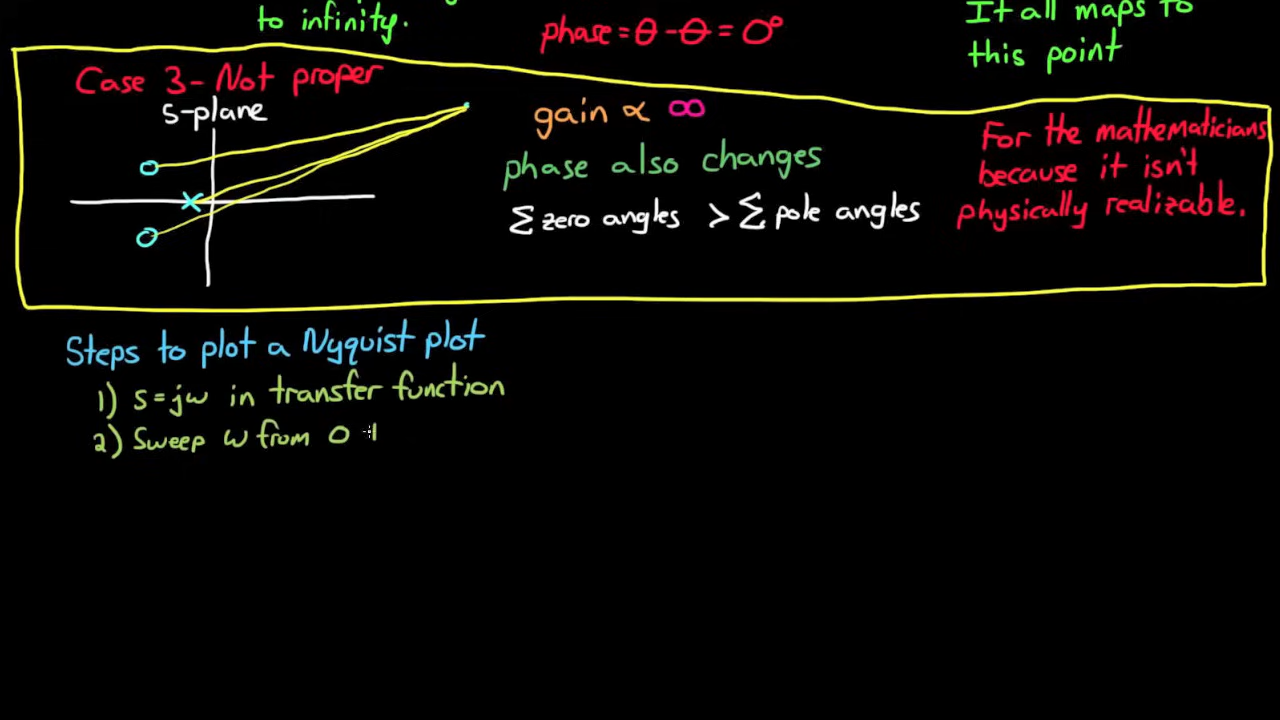 to infinity.
phase = θ - θ = 0°
It all maps to
this point
Case 3 - Not proper
s-plane
gain ∝ ∞
phase also changes
Σ zero angles > Σ pole angles
For the mathematicians
because it isn't
physically realizable.
Steps to plot a Nyquist plot
1) s = jω in transfer function
2) Sweep ω from 0